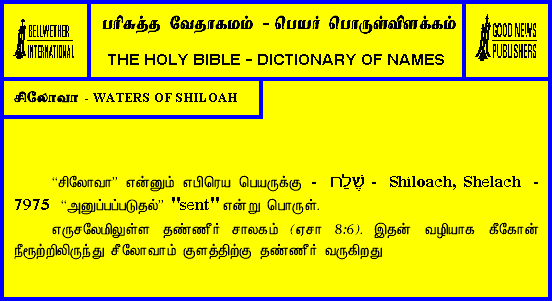 BELLWETHER
INTERNATIONAL
பரிசுத்த வேதாகமம் - பெயர் பொருள்விளக்கம்
THE HOLY BIBLE - DICTIONARY OF NAMES
GOOD NEWS
PUBLISHERS
சிலோவா - WATERS OF SHILOAH
“சிலோவா” என்னும் எபிரெய பெயருக்கு - שֶׁלַח - Shiloach, Shelach -
7975 “அனுப்பப்படுதல்” "sent" என்று பொருள்.
எருசலேமிலுள்ள தண்ணீர் சாலகம் (ஏசா 8:6). இதன் வழியாக கீகோன்
நீரூற்றிலிருந்து சீலோவாம் குளத்திற்கு தண்ணீர் வருகிறது